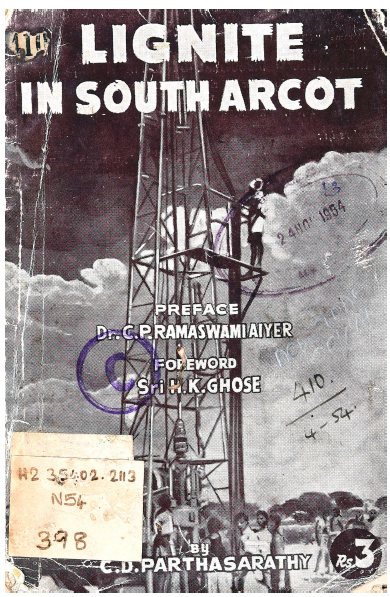 LIGNITE
IN SOUTH ARCOT
24 NOV 1954
PREFACE
Dr. C.P. RAMASWAMI AIYER
FOREWORD
Sri H.K. GHOSE
410.
4-54.
H2 35402.2113
N54
398
By
C.D. PARTHASARATHY
Rs 3